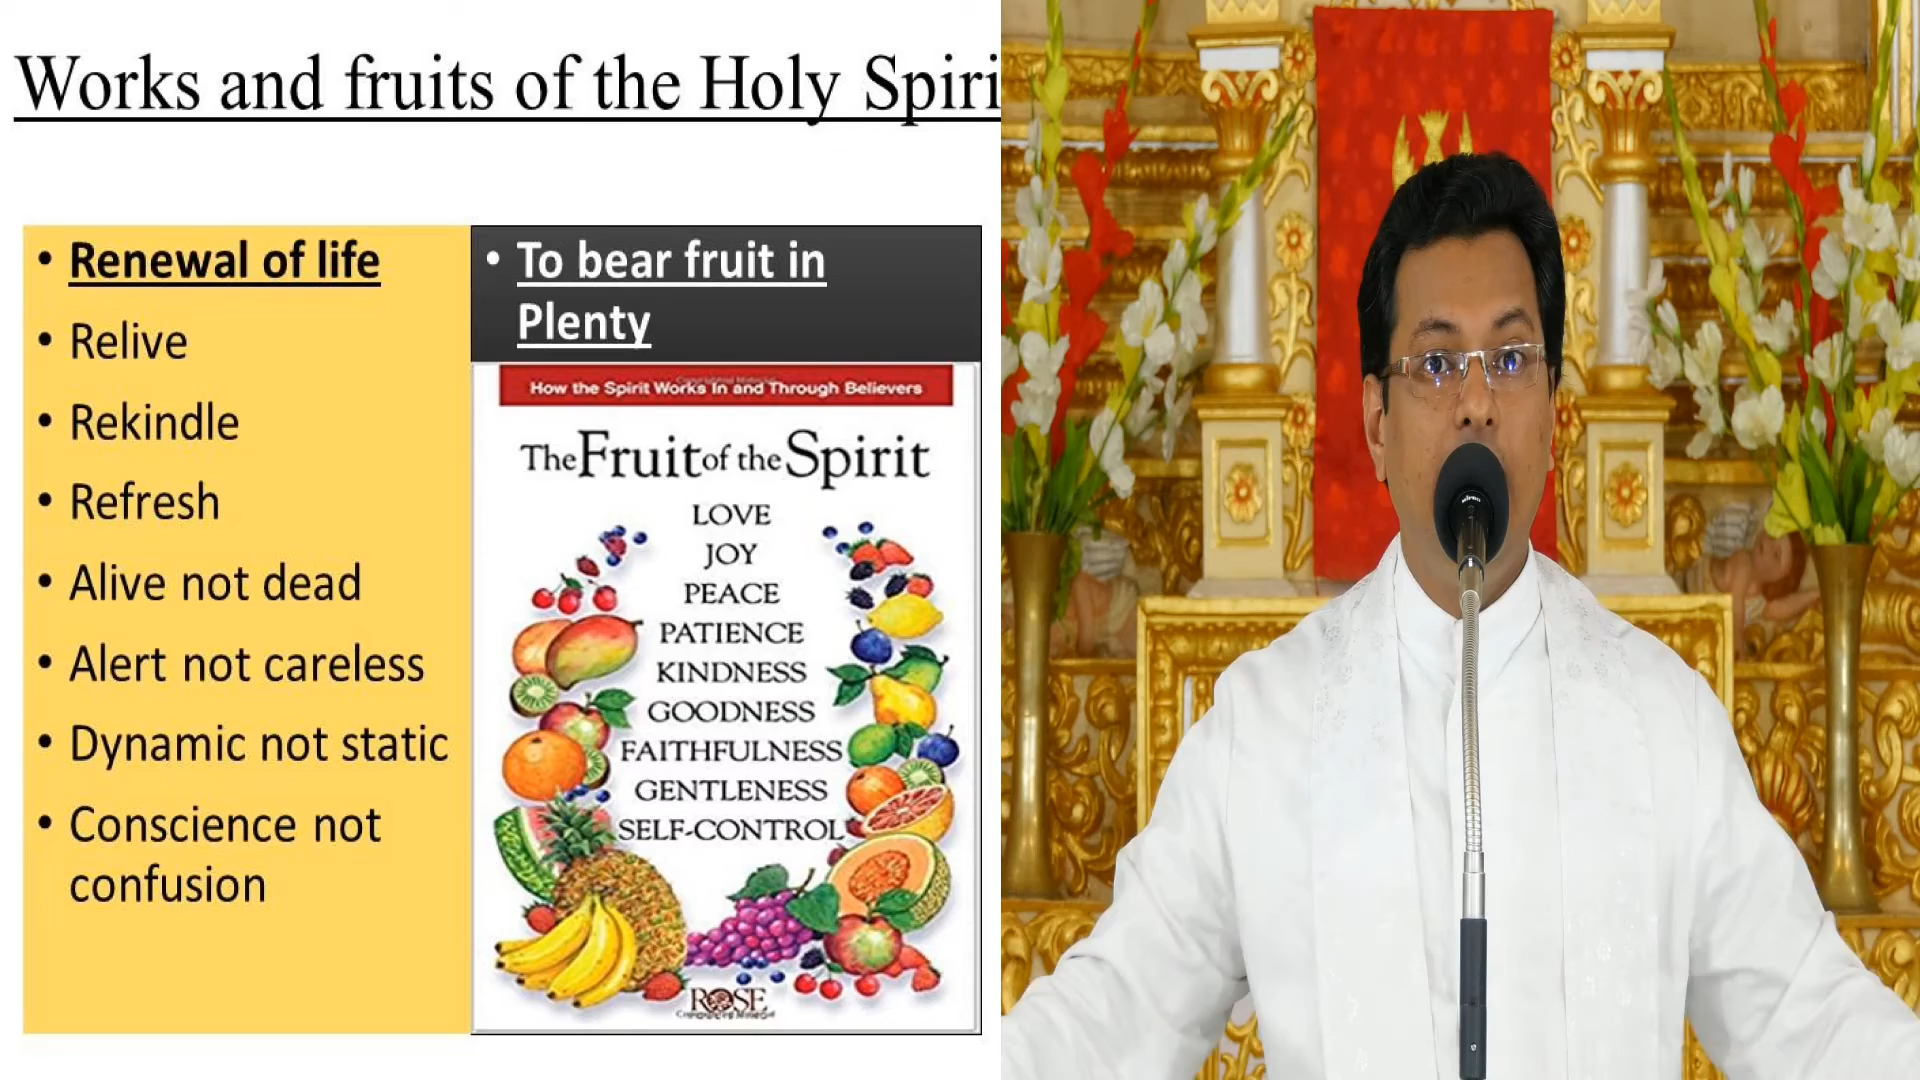 Works and fruits of the Holy Spiri
• Renewal of life
• Relive
• Rekindle
• Refresh
• Alive not dead
• Alert not careless
• Dynamic not static
• Conscience not
confusion
• To bear fruit in
Plenty
How the Spirit Works In and Through Believers
The Fruit of the Spirit
LOVE
JOY
PEACE
PATIENCE
KINDNESS
GOODNESS
FAITHFULNESS
GENTLENESS
SELF-CONTROL
ROSE